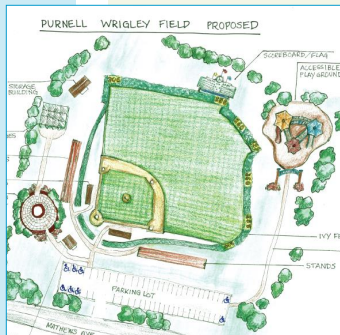 PURNELL WRIGLEY FIELD PROPOSED
SCOREBOARD/FLAG
ACCESSIBLE
PLAY GROUND
STORAGE
BUILDING
IVY
STANDS
PARKING LOT
MATHEWS AVE